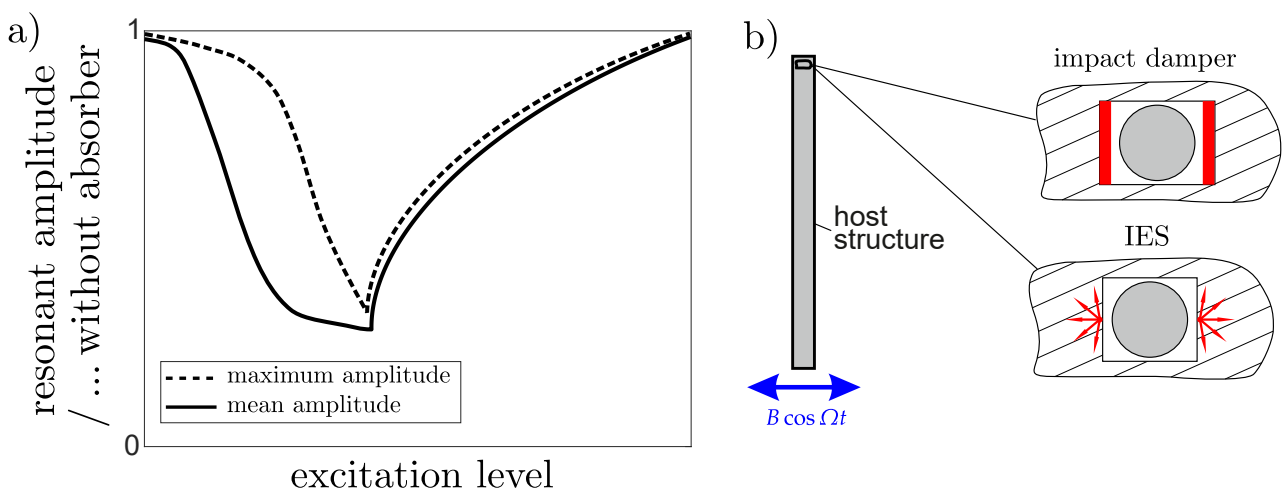 a)
1
resonant amplitude
/ ... without absorber
0
maximum amplitude
mean amplitude
excitation level
b)
host
structure
B cos Ωt
impact damper
IES